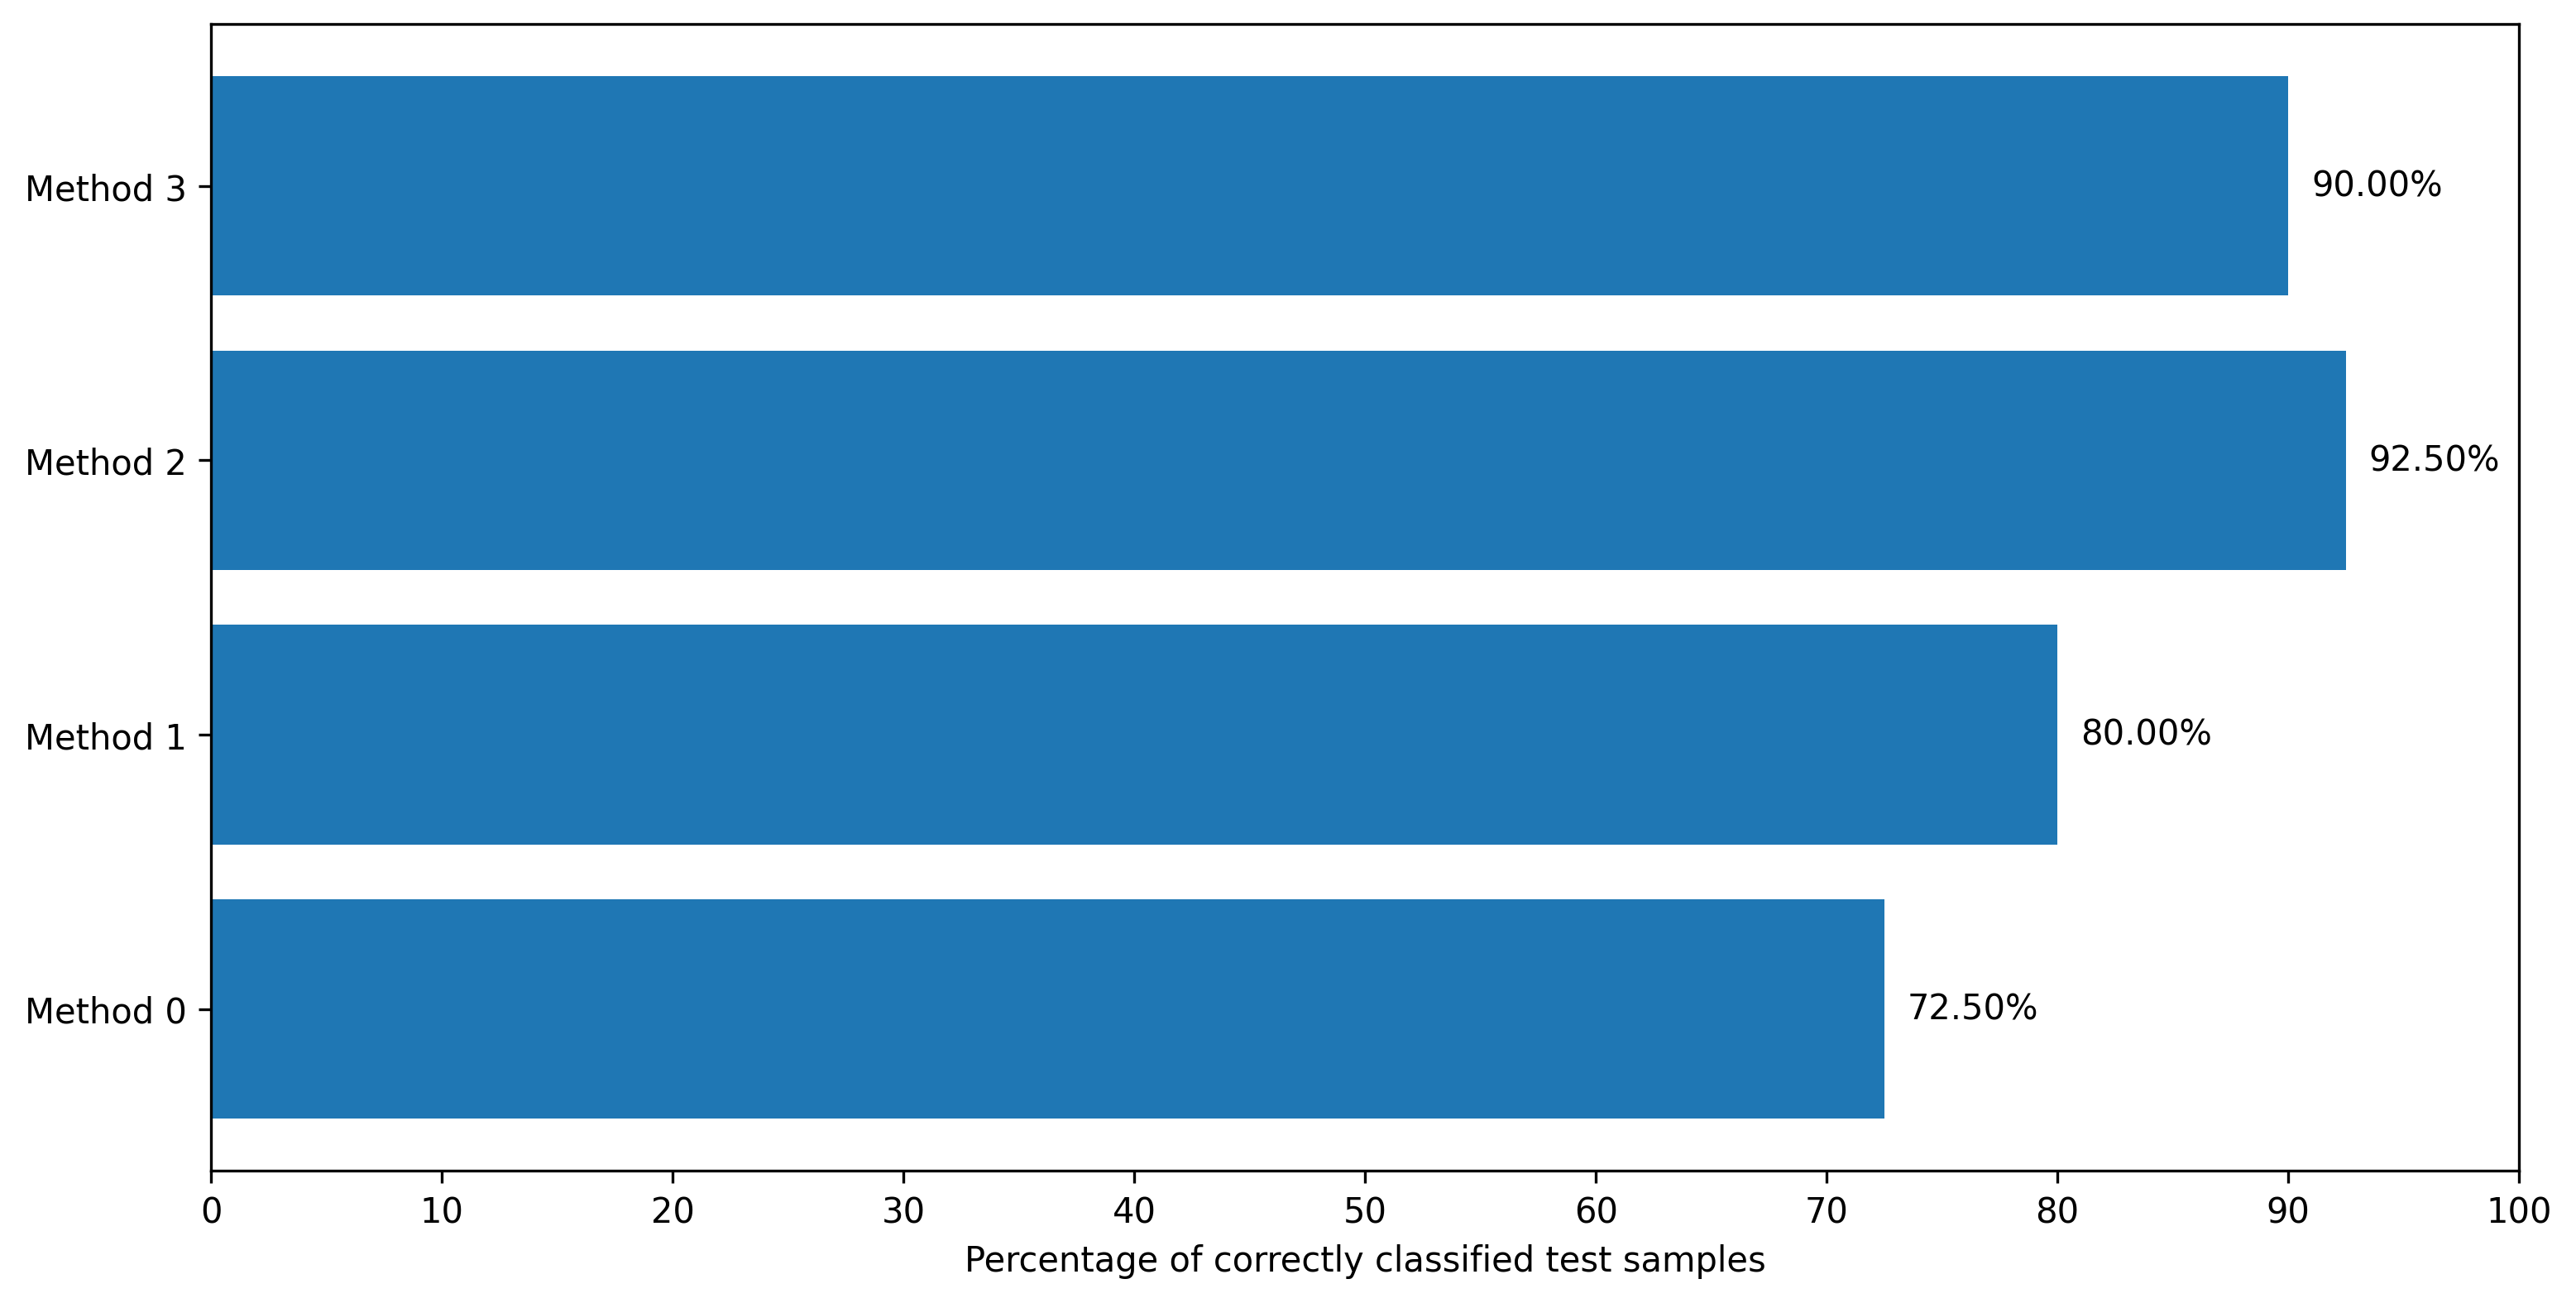 Method 3
90.00%
Method 2
92.50%
Method 1
80.00%
Method 0
72.50%
0 10 20 30 40 50 60 70 80 90 100
Percentage of correctly classified test samples